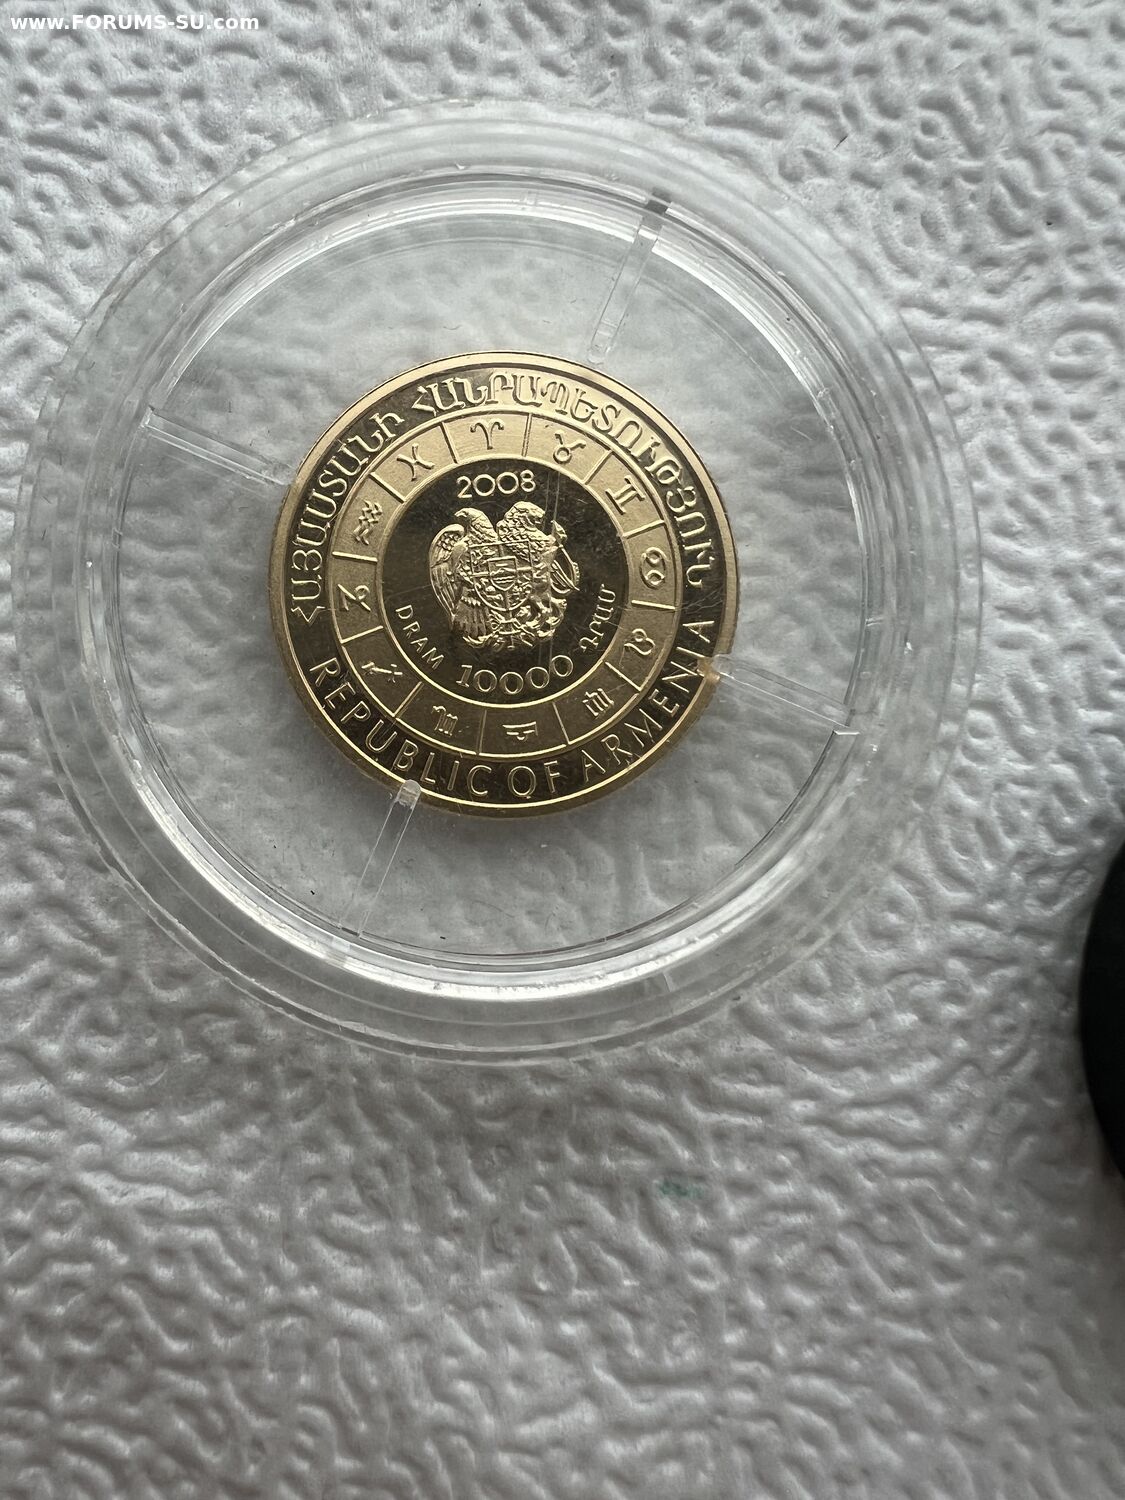 www.FORUMS-SU.com
ՀԱՅԱՍՏԱՆԻ ՀԱՆՐԱՊԵՏՈՒԹՅՈՒՆ
2008
DRAM 10000 ԴՐԱՄ
REPUBLIC OF ARMENIA